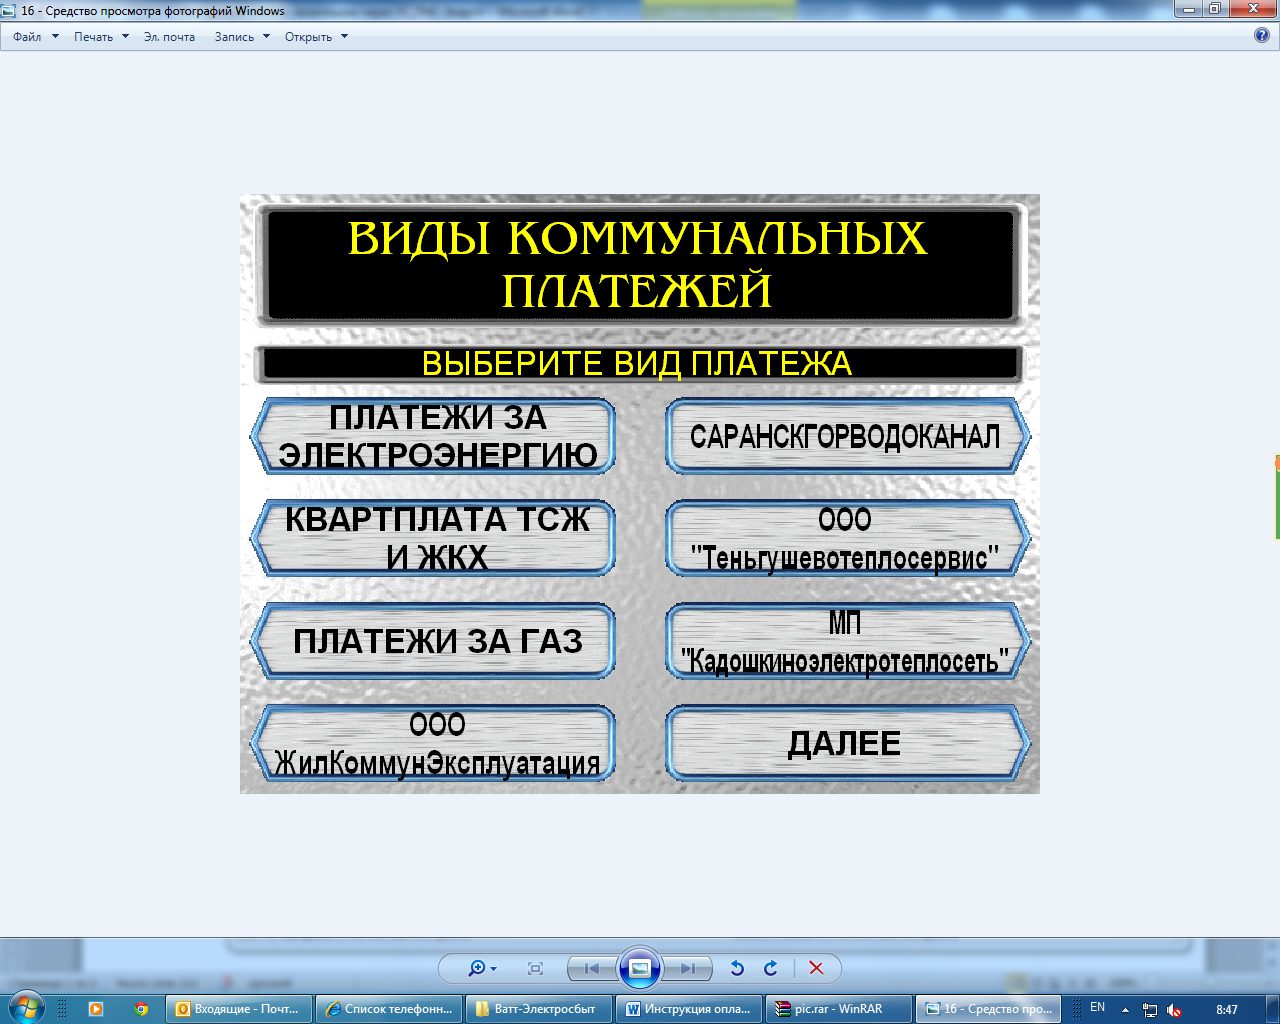 16 - Средство просмотра фотографий Windows
Файл Печать Эл. почта Запись Открыть
ВИДЫ КОММУНАЛЬНЫХ
ПЛАТЕЖЕЙ
ВЫБЕРИТЕ ВИД ПЛАТЕЖА
ПЛАТЕЖИ ЗА
ЭЛЕКТРОЭНЕРГИЮ
САРАНСКГОРВОДОКАНАЛ
КВАРТПЛАТА ТСЖ
И ЖКХ
ООО
"Теньгушевотеплосервис"
ПЛАТЕЖИ ЗА ГАЗ
МП
"Кадошкиноэлектротеплосеть"
ООО
ЖилКоммунЭксплуатация
ДАЛЕЕ
Входящие - Почт... Список телефонн... Ватт-Электросбыт Инструкция опла... pic.rar - WinRAR 16 - Средство про... EN 8:47